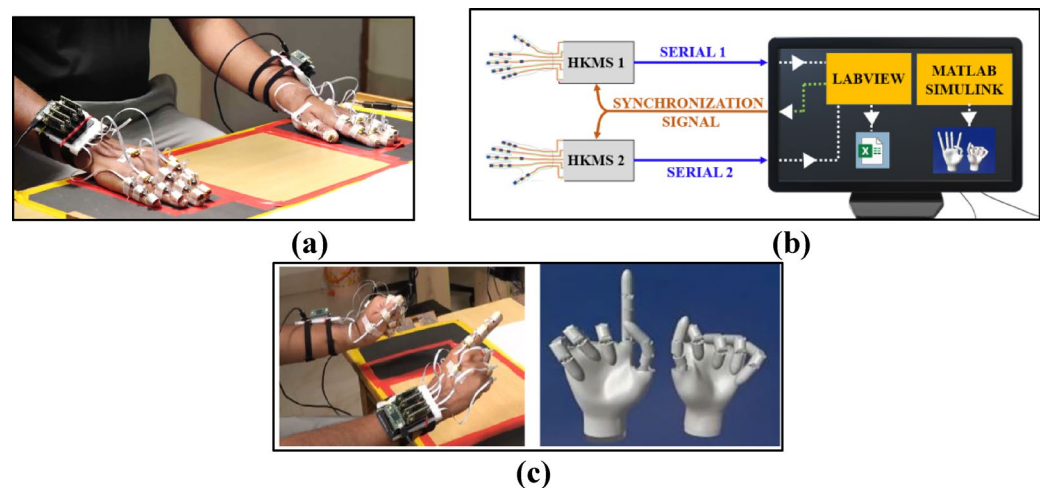 HKMS 1
SERIAL 1
LABVIEW
MATLAB
SIMULINK
SYNCHRONIZATION
SIGNAL
HKMS 2
SERIAL 2
(a)
(b)
(c)